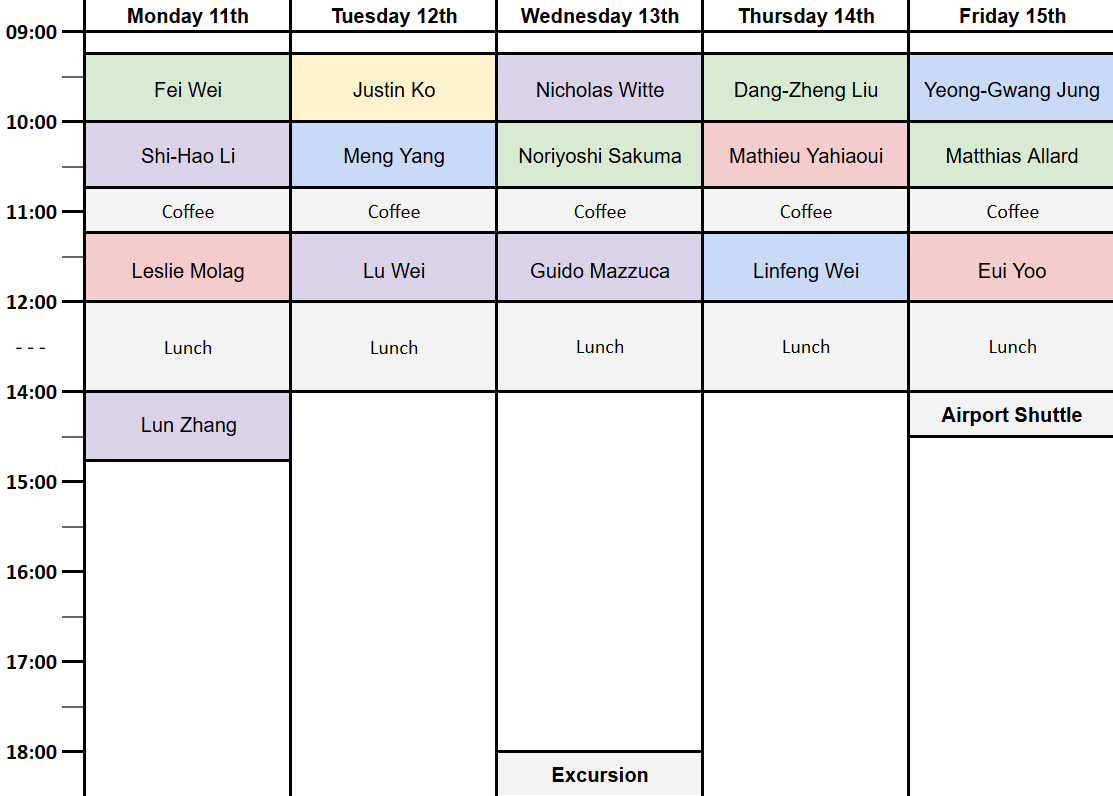 Monday 11th Tuesday 12th Wednesday 13th Thursday 14th Friday 15th
09:00
Fei Wei Justin Ko Nicholas Witte Dang-Zheng Liu Yeong-Gwang Jung
10:00
Shi-Hao Li Meng Yang Noriyoshi Sakuma Mathieu Yahiaoui Matthias Allard
11:00 Coffee Coffee Coffee Coffee Coffee
Leslie Molag Lu Wei Guido Mazzuca Linfeng Wei Eui Yoo
12:00
- - - Lunch Lunch Lunch Lunch Lunch
14:00
Airport Shuttle
Lun Zhang
15:00
16:00
17:00
18:00
Excursion